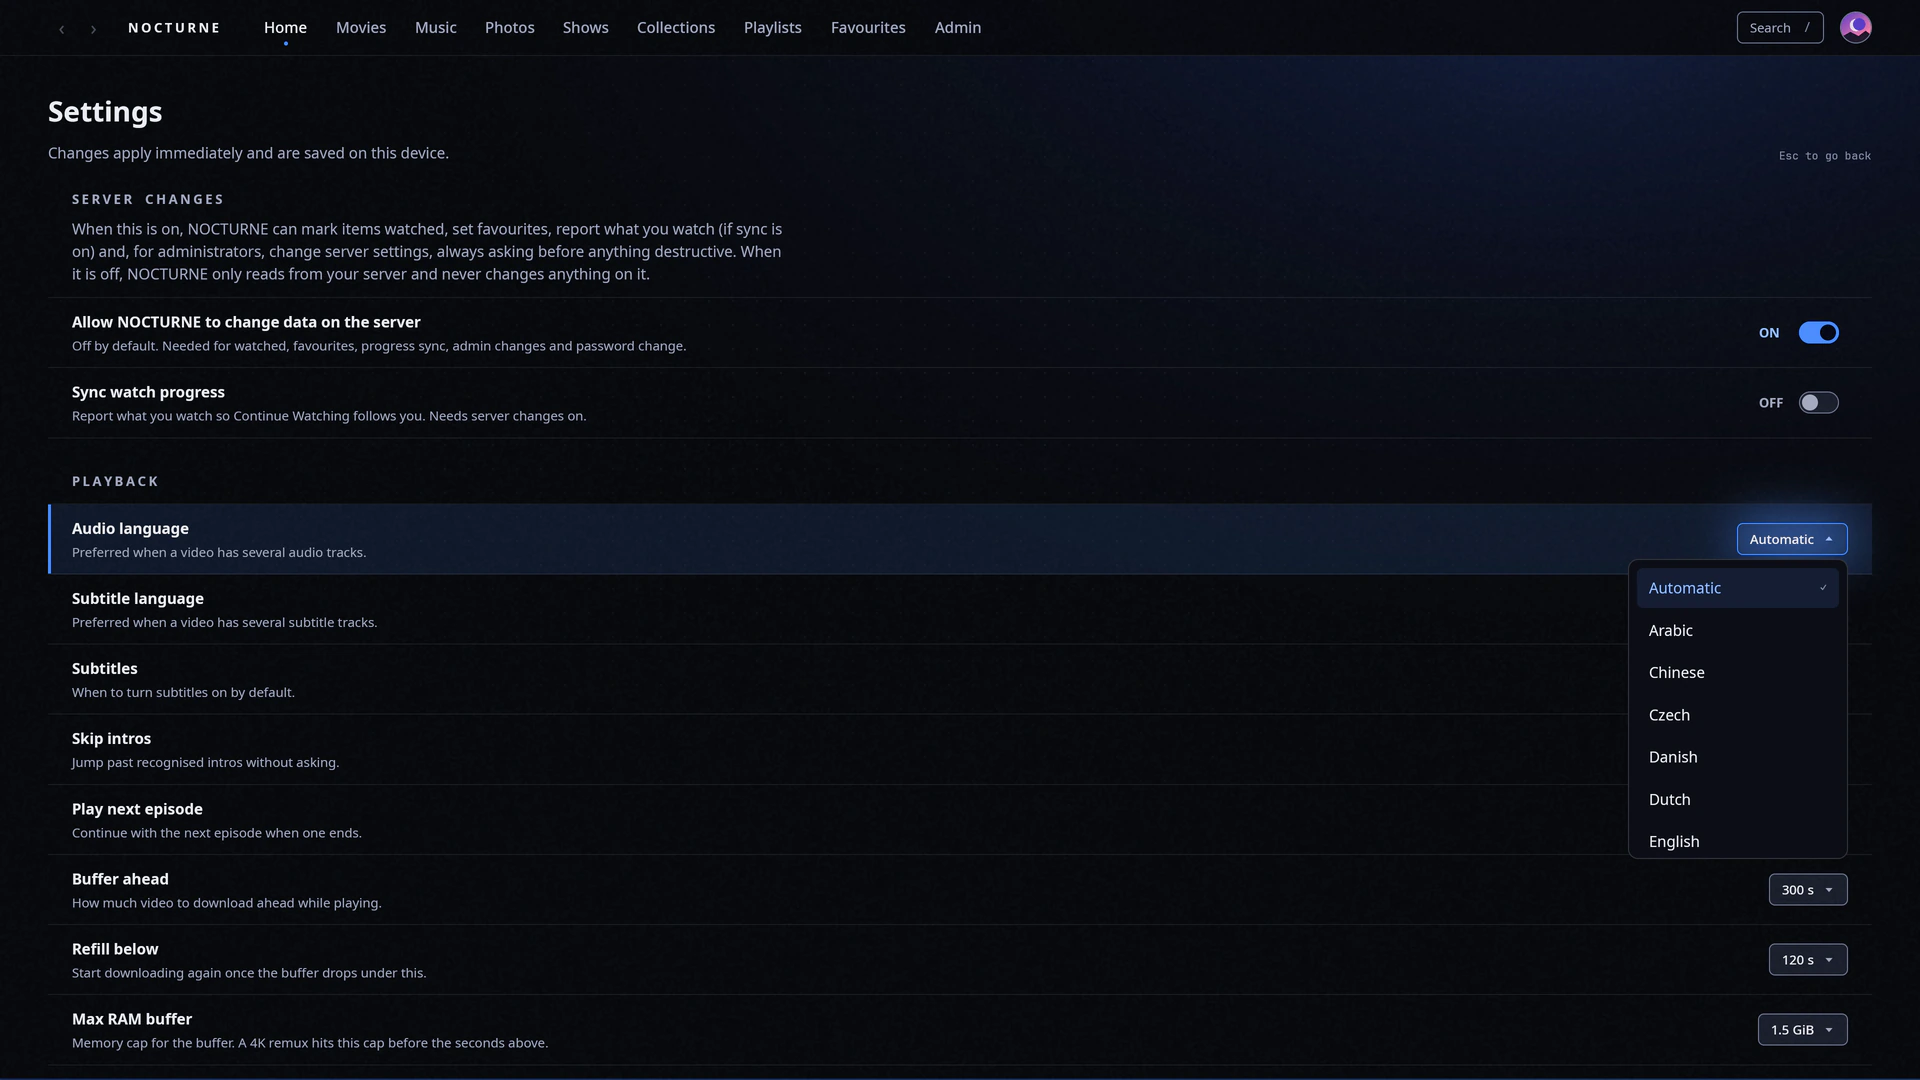 NOCTURNE Home Movies Music Photos Shows Collections Playlists Favourites Admin Search /
Settings
Changes apply immediately and are saved on this device.
Esc to go back
SERVER CHANGES
When this is on, NOCTURNE can mark items watched, set favourites, report what you watch (if sync is
on) and, for administrators, change server settings, always asking before anything destructive. When
it is off, NOCTURNE only reads from your server and never changes anything on it.
Allow NOCTURNE to change data on the server
Off by default. Needed for watched, favourites, progress sync, admin changes and password change.
ON
Sync watch progress
Report what you watch so Continue Watching follows you. Needs server changes on.
OFF
PLAYBACK
Audio language
Preferred when a video has several audio tracks.
Automatic
Automatic
Arabic
Chinese
Czech
Danish
Dutch
English
Subtitle language
Preferred when a video has several subtitle tracks.
Subtitles
When to turn subtitles on by default.
Skip intros
Jump past recognised intros without asking.
Play next episode
Continue with the next episode when one ends.
Buffer ahead
How much video to download ahead while playing.
300 s
Refill below
Start downloading again once the buffer drops under this.
120 s
Max RAM buffer
Memory cap for the buffer. A 4K remux hits this cap before the seconds above.
1.5 GiB